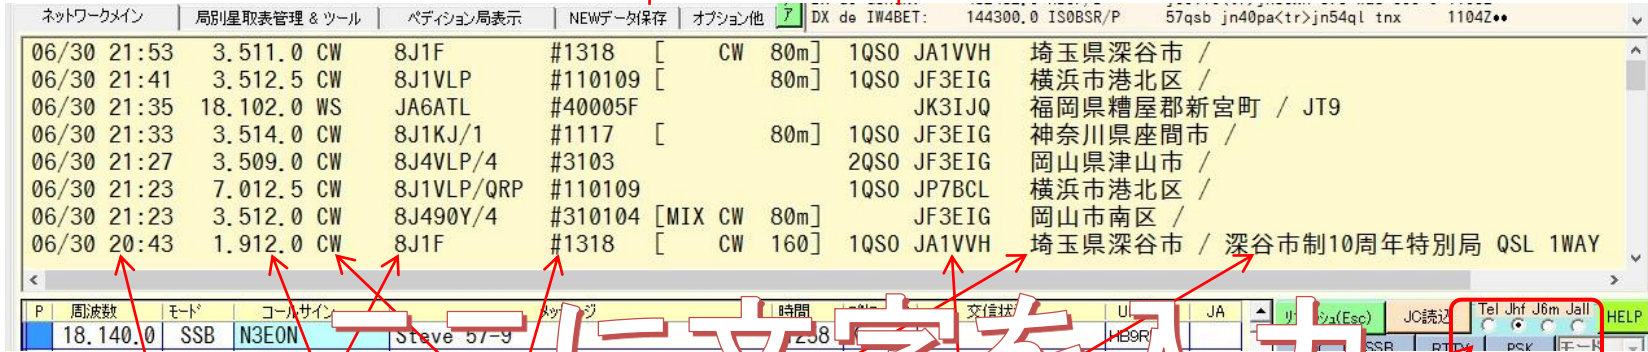 ネットワークメイン 局別星取表管理 & ツール ペディション局表示 NEWデータ保存 オプション他 ア
DX de IW4BET: 144300.0 IS0BSR/P 57qsb jn40pa<tr>jn54ql tnx 1104Z
06/30 21:53 3.511.0 CW 8J1F #1318 [ CW 80m] 1QSO JA1VVH 埼玉県深谷市 /
06/30 21:41 3.512.5 CW 8J1VLP #110109 [ 80m] 1QSO JF3EIG 横浜市港北区 /
06/30 21:35 18.102.0 WS JA6ATL #40005F JK3IJQ 福岡県糟屋郡新宮町 / JT9
06/30 21:33 3.514.0 CW 8J1KJ/1 #1117 [ 80m] 1QSO JF3EIG 神奈川県座間市 /
06/30 21:27 3.509.0 CW 8J4VLP/4 #3103 2QSO JF3EIG 岡山県津山市 /
06/30 21:23 7.012.5 CW 8J1VLP/QRP #110109 1QSO JP7BCL 横浜市港北区 /
06/30 21:23 3.512.0 CW 8J490Y/4 #310104 [MIX CW 80m] JF3EIG 岡山市南区 /
06/30 20:43 1.912.0 CW 8J1F #1318 [ CW 160] 1QSO JA1VVH 埼玉県深谷市 / 深谷市制10周年特別局 QSL 1WAY
P 周波数 モード コールサイン 時間 JA JC読込 Tel Jhf J6m Jall HELP
18.140.0 SSB N3EON Steve 57-9 1258 HB9R
ここに文字を入力